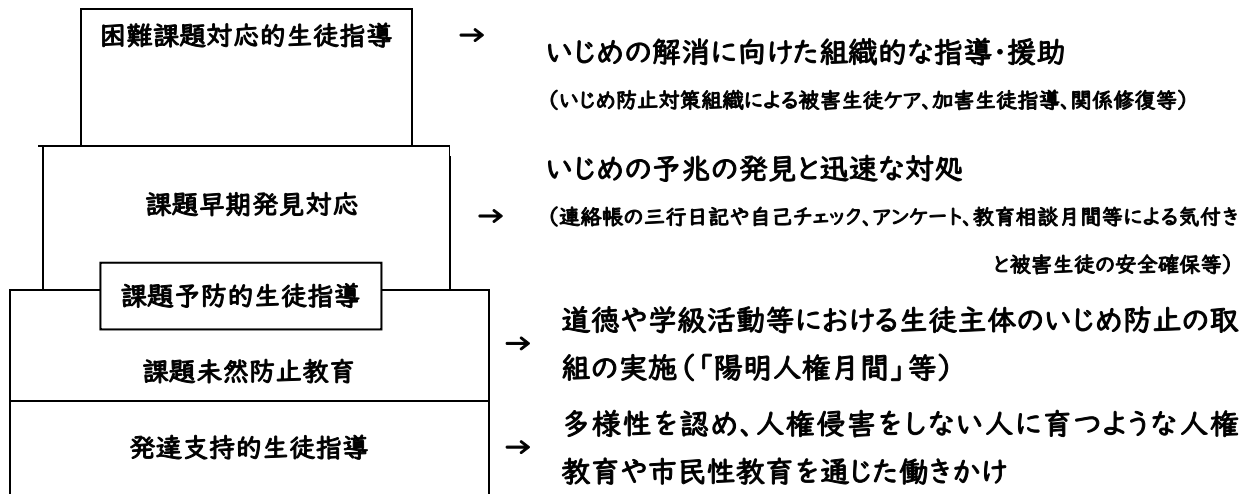 困難課題対応的生徒指導
→
いじめの解消に向けた組織的な指導・援助
（いじめ防止対策組織による被害生徒ケア、加害生徒指導、関係修復等）
課題早期発見対応
→
いじめの予兆の発見と迅速な対処
（連絡帳の三行日記や自己チェック、アンケート、教育相談月間等による気付き
と被害生徒の安全確保等）
課題予防的生徒指導
課題未然防止教育
→
道徳や学級活動等における生徒主体のいじめ防止の取
組の実施（「陽明人権月間」等）
発達支持的生徒指導
→
多様性を認め、人権侵害をしない人に育つような人権
教育や市民性教育を通じた働きかけ